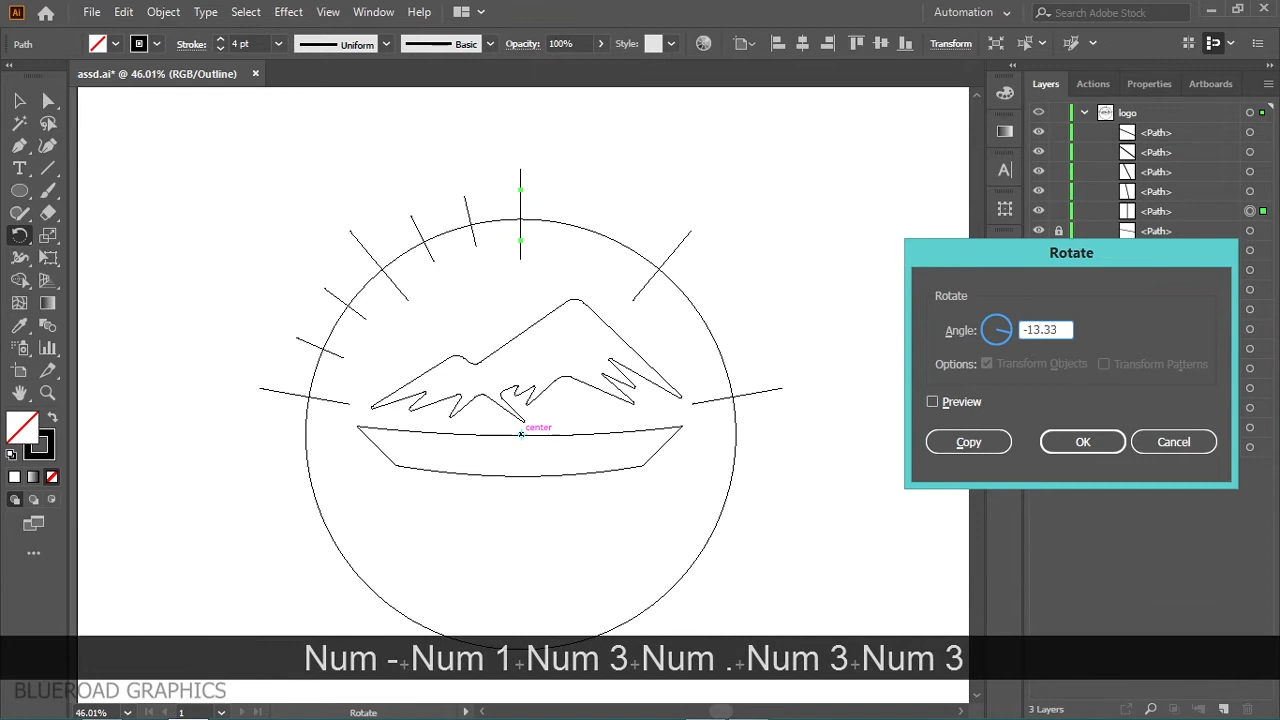 Ai File Edit Object Type Select Effect View Window Help Automation Search Adobe Stock
Path Stroke: 4 pt Uniform Basic Opacity: 100% Style: Transform
assd.ai* @ 46.01% (RGB/Outline)
Layers Actions Properties Artboards
logo
<Path>
<Path>
<Path>
<Path>
<Path>
<Path>
Rotate
Rotate
Angle: -13.33
Options: Transform Objects Transform Patterns
Preview
Copy OK Cancel
center
Num -+Num 1+Num 3+Num .+Num 3+Num 3
BLUEROAD GRAPHICS
46.01% 1 Rotate 3 Layers